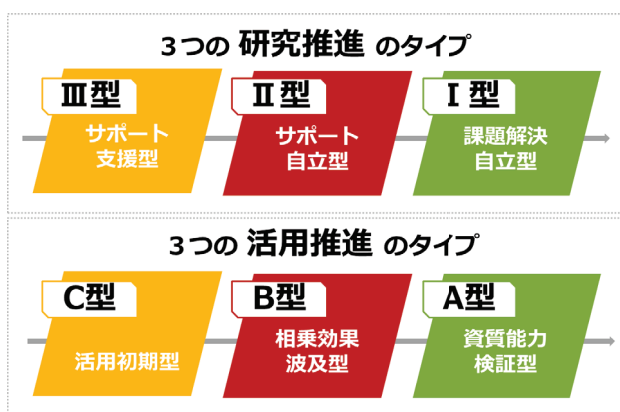 3つの 研究推進 のタイプ
Ⅲ型
サポート
支援型
Ⅱ型
サポート
自立型
Ⅰ型
課題解決
自立型
3つの 活用推進 のタイプ
C型
活用初期型
B型
相乗効果
波及型
A型
資質能力
検証型